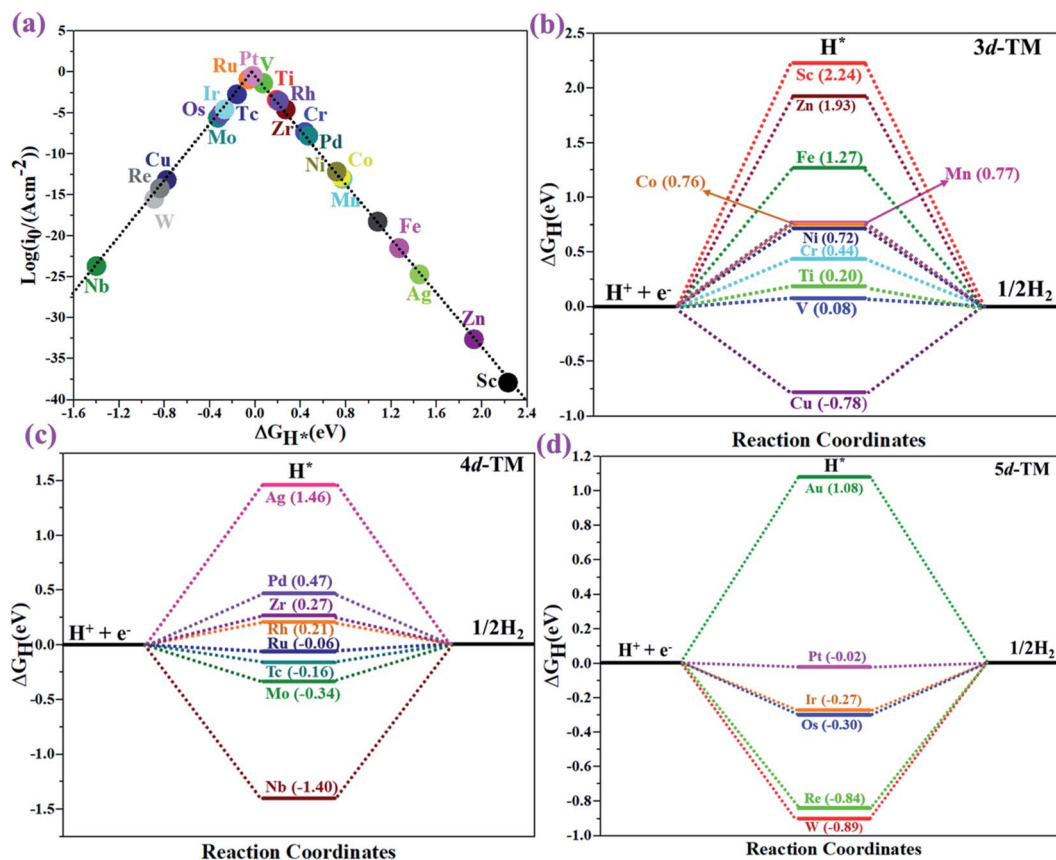 (a)
5
0
-5
-10
-15
-20
-25
-30
-35
-40
Log(i₀/(Acm⁻²))
-1.6 -1.2 -0.8 -0.4 0.0 0.4 0.8 1.2 1.6 2.0 2.4
ΔG_H*(eV)
Pt
V
Ru
Ti
Ir
Rh
Os
Tc
Cr
Zr
Mo
Pd
Cu
Ni
Co
Re
Mn
W
Fe
Nb
Ag
Zn
Sc
(b)
H*
3d-TM
2.5
2.0
1.5
1.0
0.5
0.0
-0.5
-1.0
ΔG_H(eV)
Sc (2.24)
Zn (1.93)
Fe (1.27)
Co (0.76)
Mn (0.77)
Ni (0.72)
Cr (0.44)
Ti (0.20)
H⁺ + e⁻
1/2H₂
V (0.08)
Cu (-0.78)
Reaction Coordinates
(c)
H*
4d-TM
1.5
1.0
0.5
0.0
-0.5
-1.0
-1.5
ΔG_H(eV)
Ag (1.46)
Pd (0.47)
Zr (0.27)
Rh (0.21)
H⁺ + e⁻
1/2H₂
Ru (-0.06)
Tc (-0.16)
Mo (-0.34)
Nb (-1.40)
Reaction Coordinates
(d)
H*
5d-TM
1.2
1.0
0.8
0.6
0.4
0.2
0.0
-0.2
-0.4
-0.6
-0.8
-1.0
ΔG_H(eV)
Au (1.08)
H⁺ + e⁻
1/2H₂
Pt (-0.02)
Ir (-0.27)
Os (-0.30)
Re (-0.84)
W (-0.89)
Reaction Coordinates